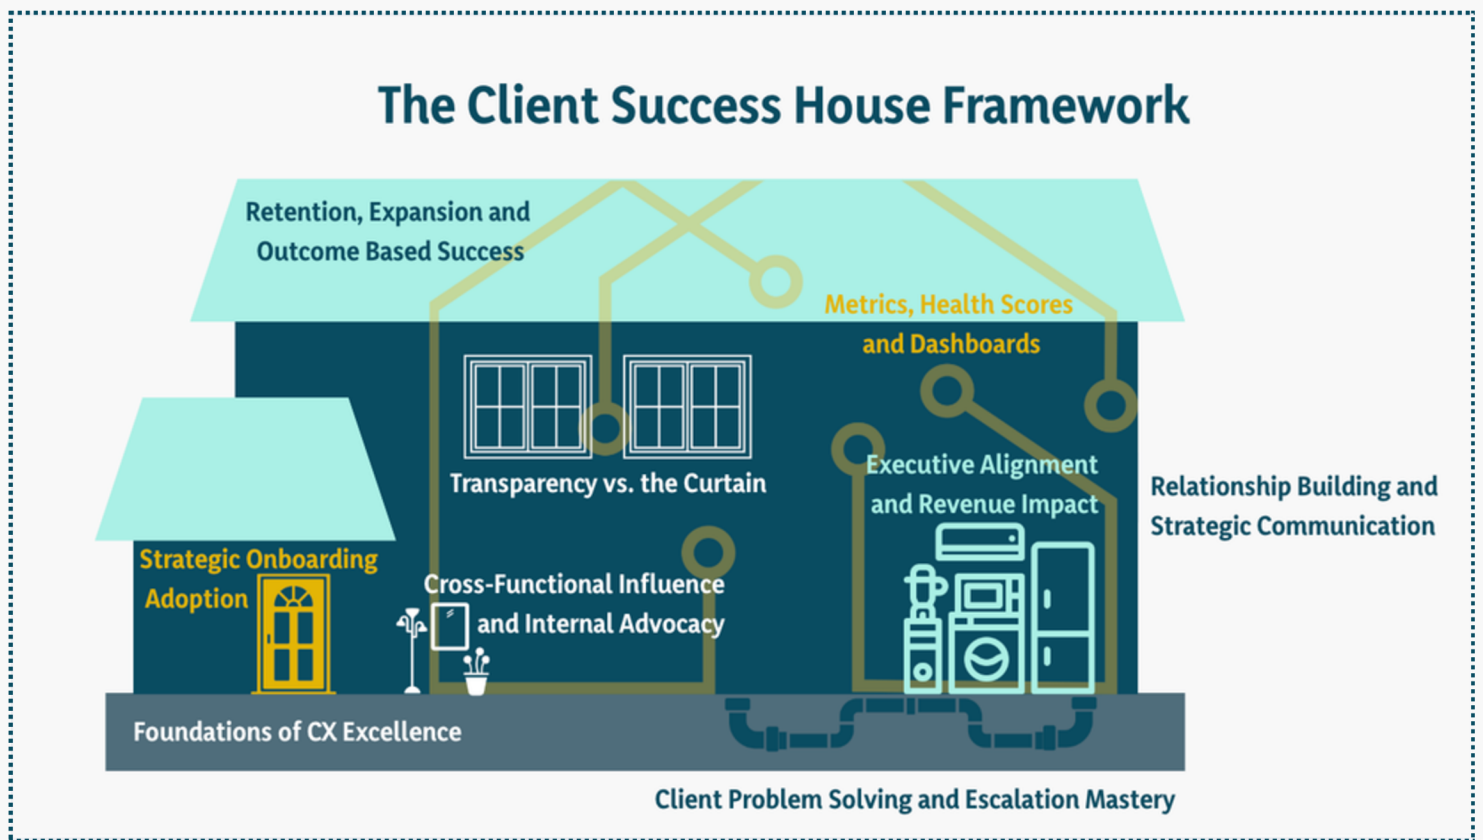 The Client Success House Framework
Retention, Expansion and
Outcome Based Success
Metrics, Health Scores
and Dashboards
Transparency vs. the Curtain
Executive Alignment
and Revenue Impact
Relationship Building and
Strategic Communication
Strategic Onboarding
Adoption
Cross-Functional Influence
and Internal Advocacy
Foundations of CX Excellence
Client Problem Solving and Escalation Mastery